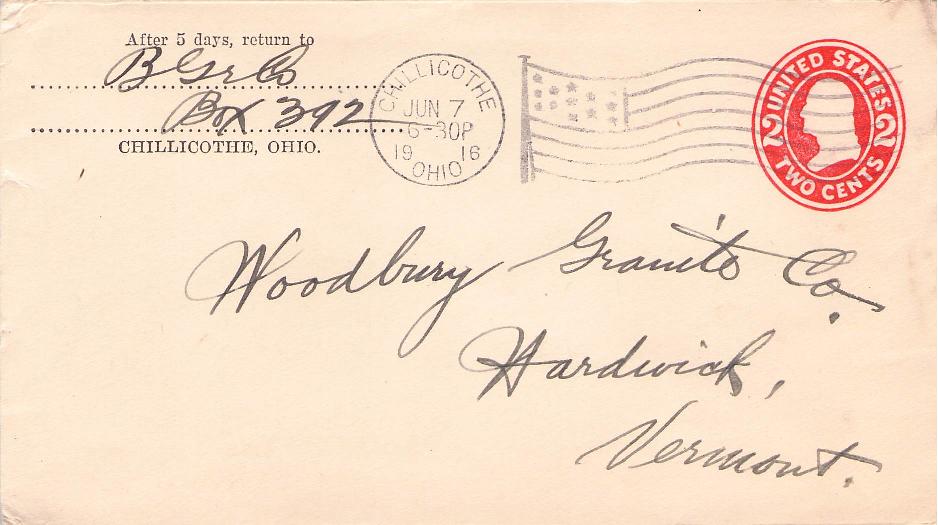 After 5 days, return to
B Gr Co
Box 392
CHILLICOTHE, OHIO.
CHILLICOTHE
JUN 7
6-30P
19 16
OHIO
UNITED STATES
2 2
TWO CENTS
Woodbury Granite Co.
Hardwick,
Vermont.